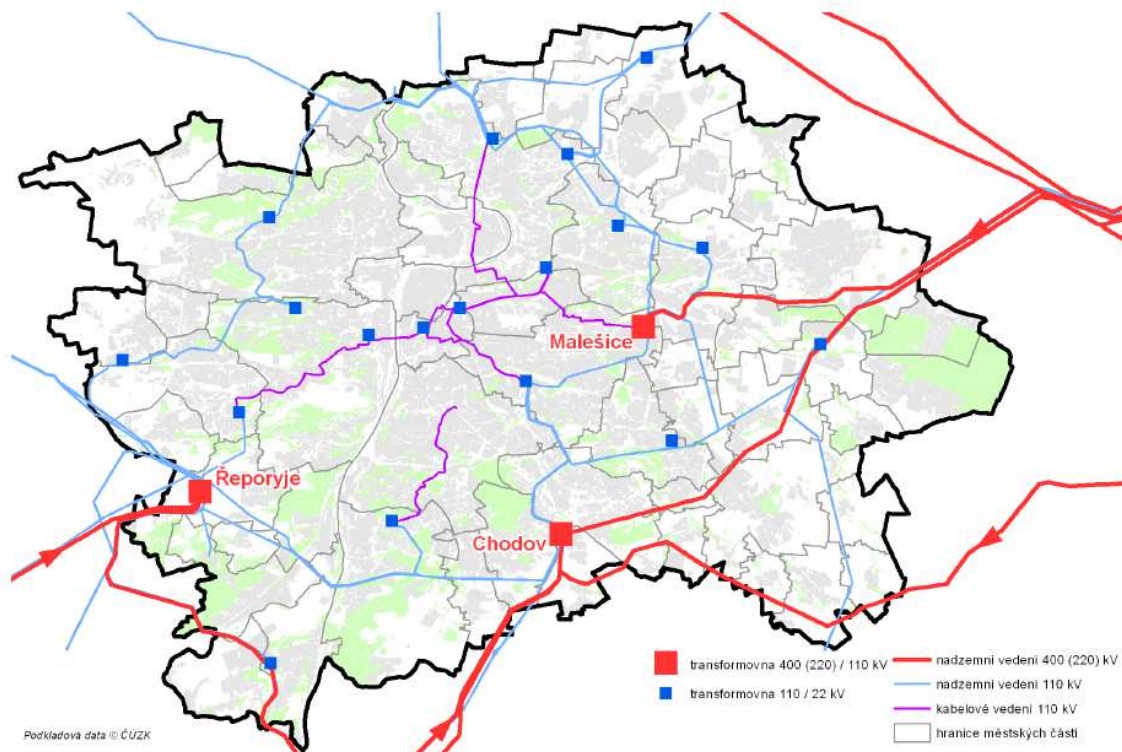 Malešice
Řeporyje
Chodov
transformovna 400 (220) / 110 kV
transformovna 110 / 22 kV
nadzemní vedení 400 (220) kV
nadzemní vedení 110 kV
kabelové vedení 110 kV
hranice městských částí
Podkladová data © ČÚZK